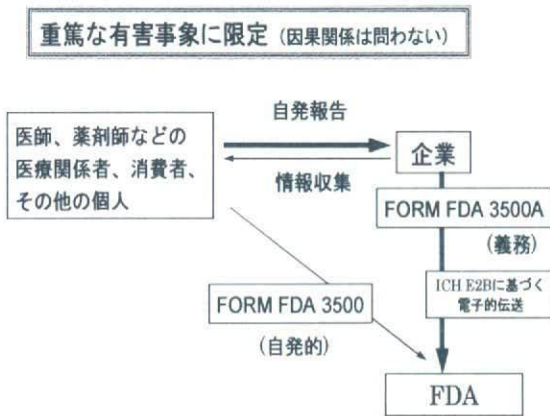 重篤な有害事象に限定 (因果関係は問わない)
自発報告
医師、薬剤師などの
医療関係者、消費者、
その他の個人
企業
情報収集
FORM FDA 3500A
(義務)
ICH E2Bに基づく
電子的伝送
FORM FDA 3500
(自発的)
FDA